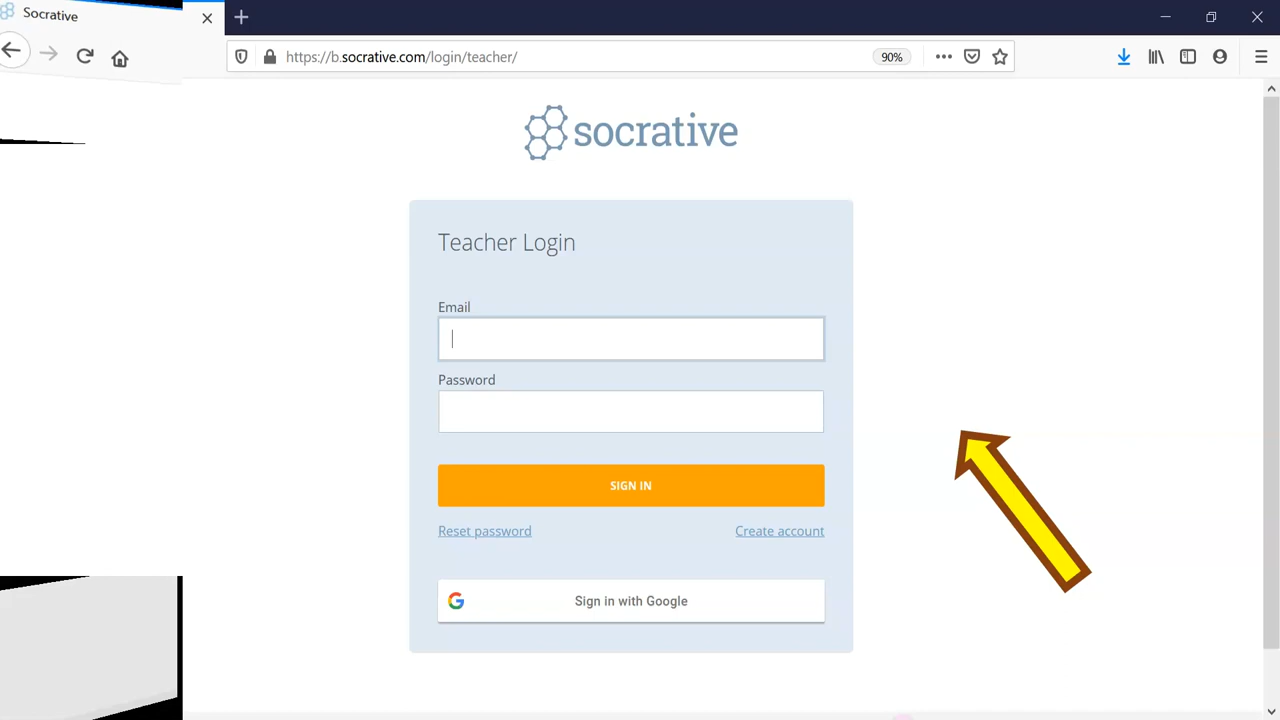 Socrative
https://b.socrative.com/login/teacher/
90%
socrative
Teacher Login
Email
Password
SIGN IN
Reset password
Create account
Sign in with Google